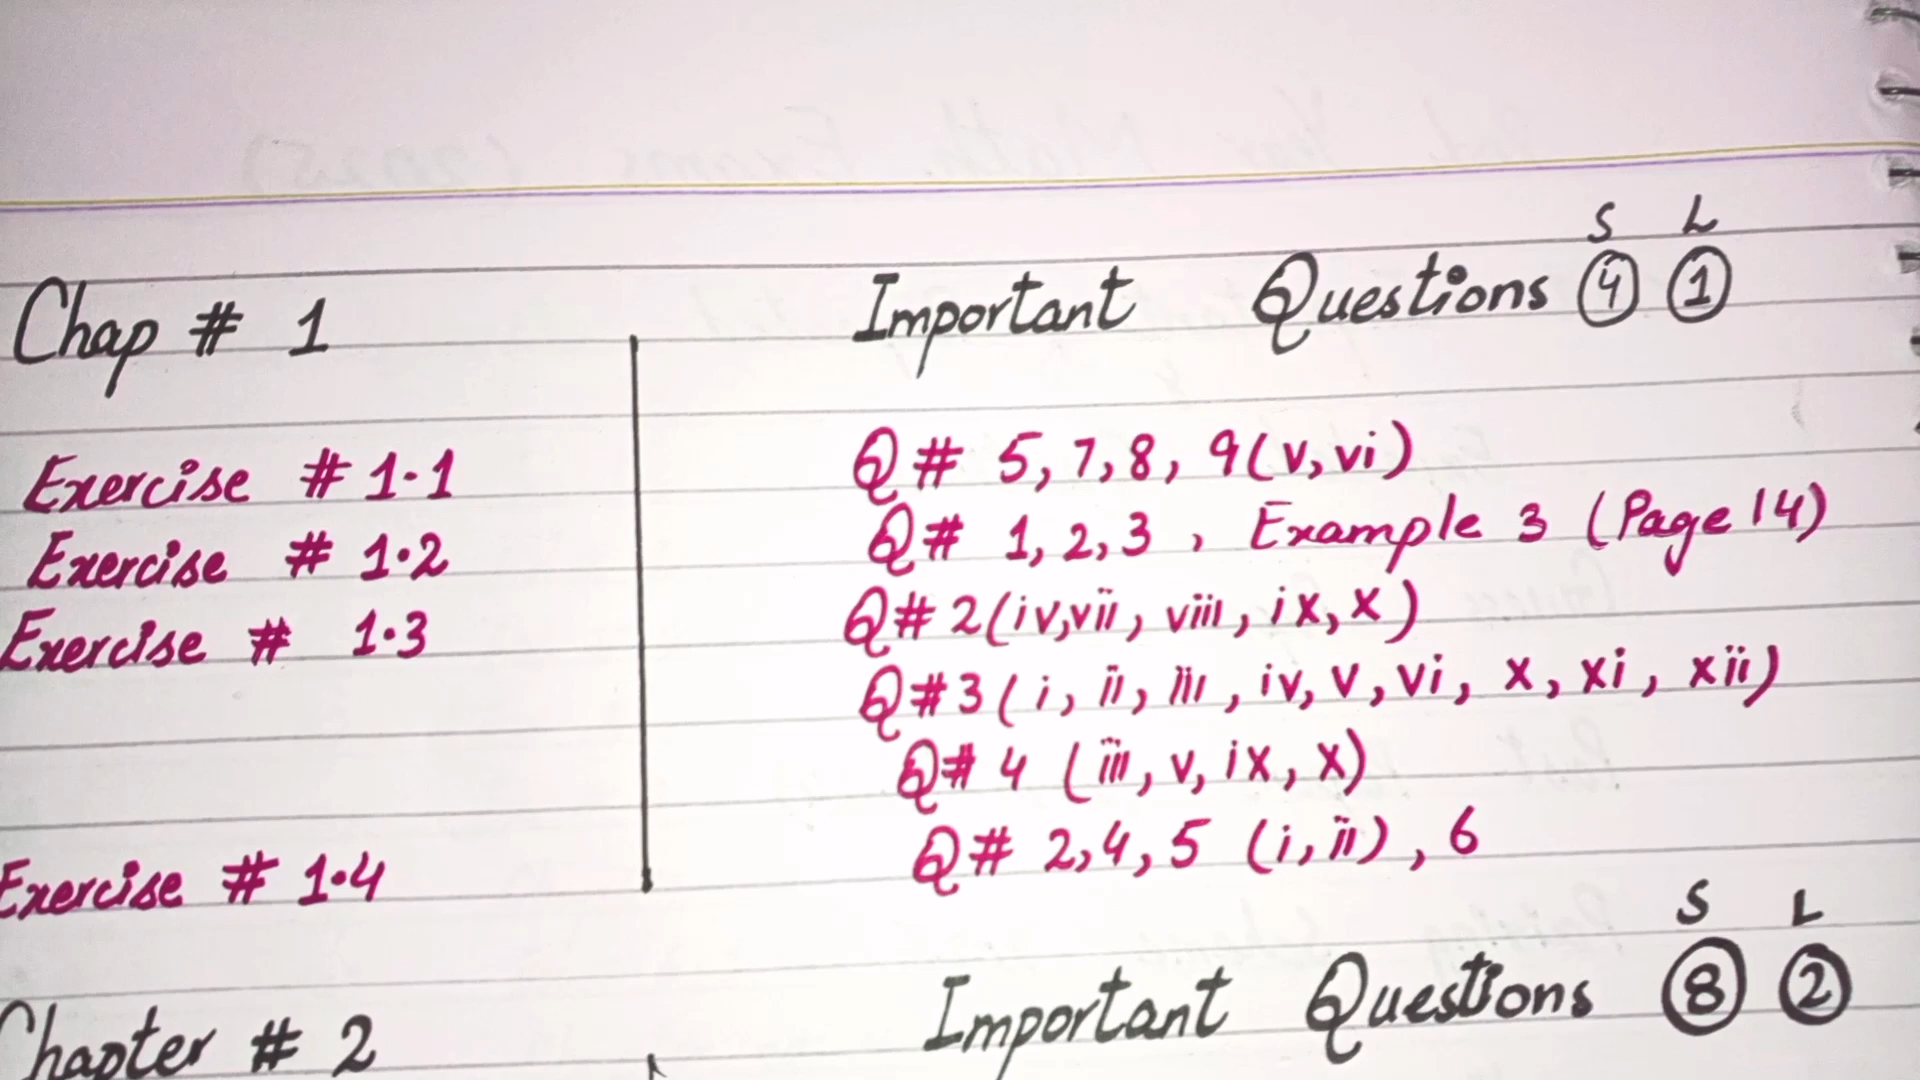 S L
Chap # 1 Important Questions 4 1
Exercise # 1.1 Q# 5, 7, 8, 9(v, vi)
Exercise # 1.2 Q# 1, 2, 3, Example 3 (Page 14)
Exercise # 1.3 Q# 2(iv, vii, viii, ix, x)
Q# 3 (i, ii, iii, iv, v, vi, x, xi, xii)
Q# 4 (iii, v, ix, x)
Exercise # 1.4 Q# 2, 4, 5 (i, ii), 6
S L
Chapter # 2 Important Questions 8 2